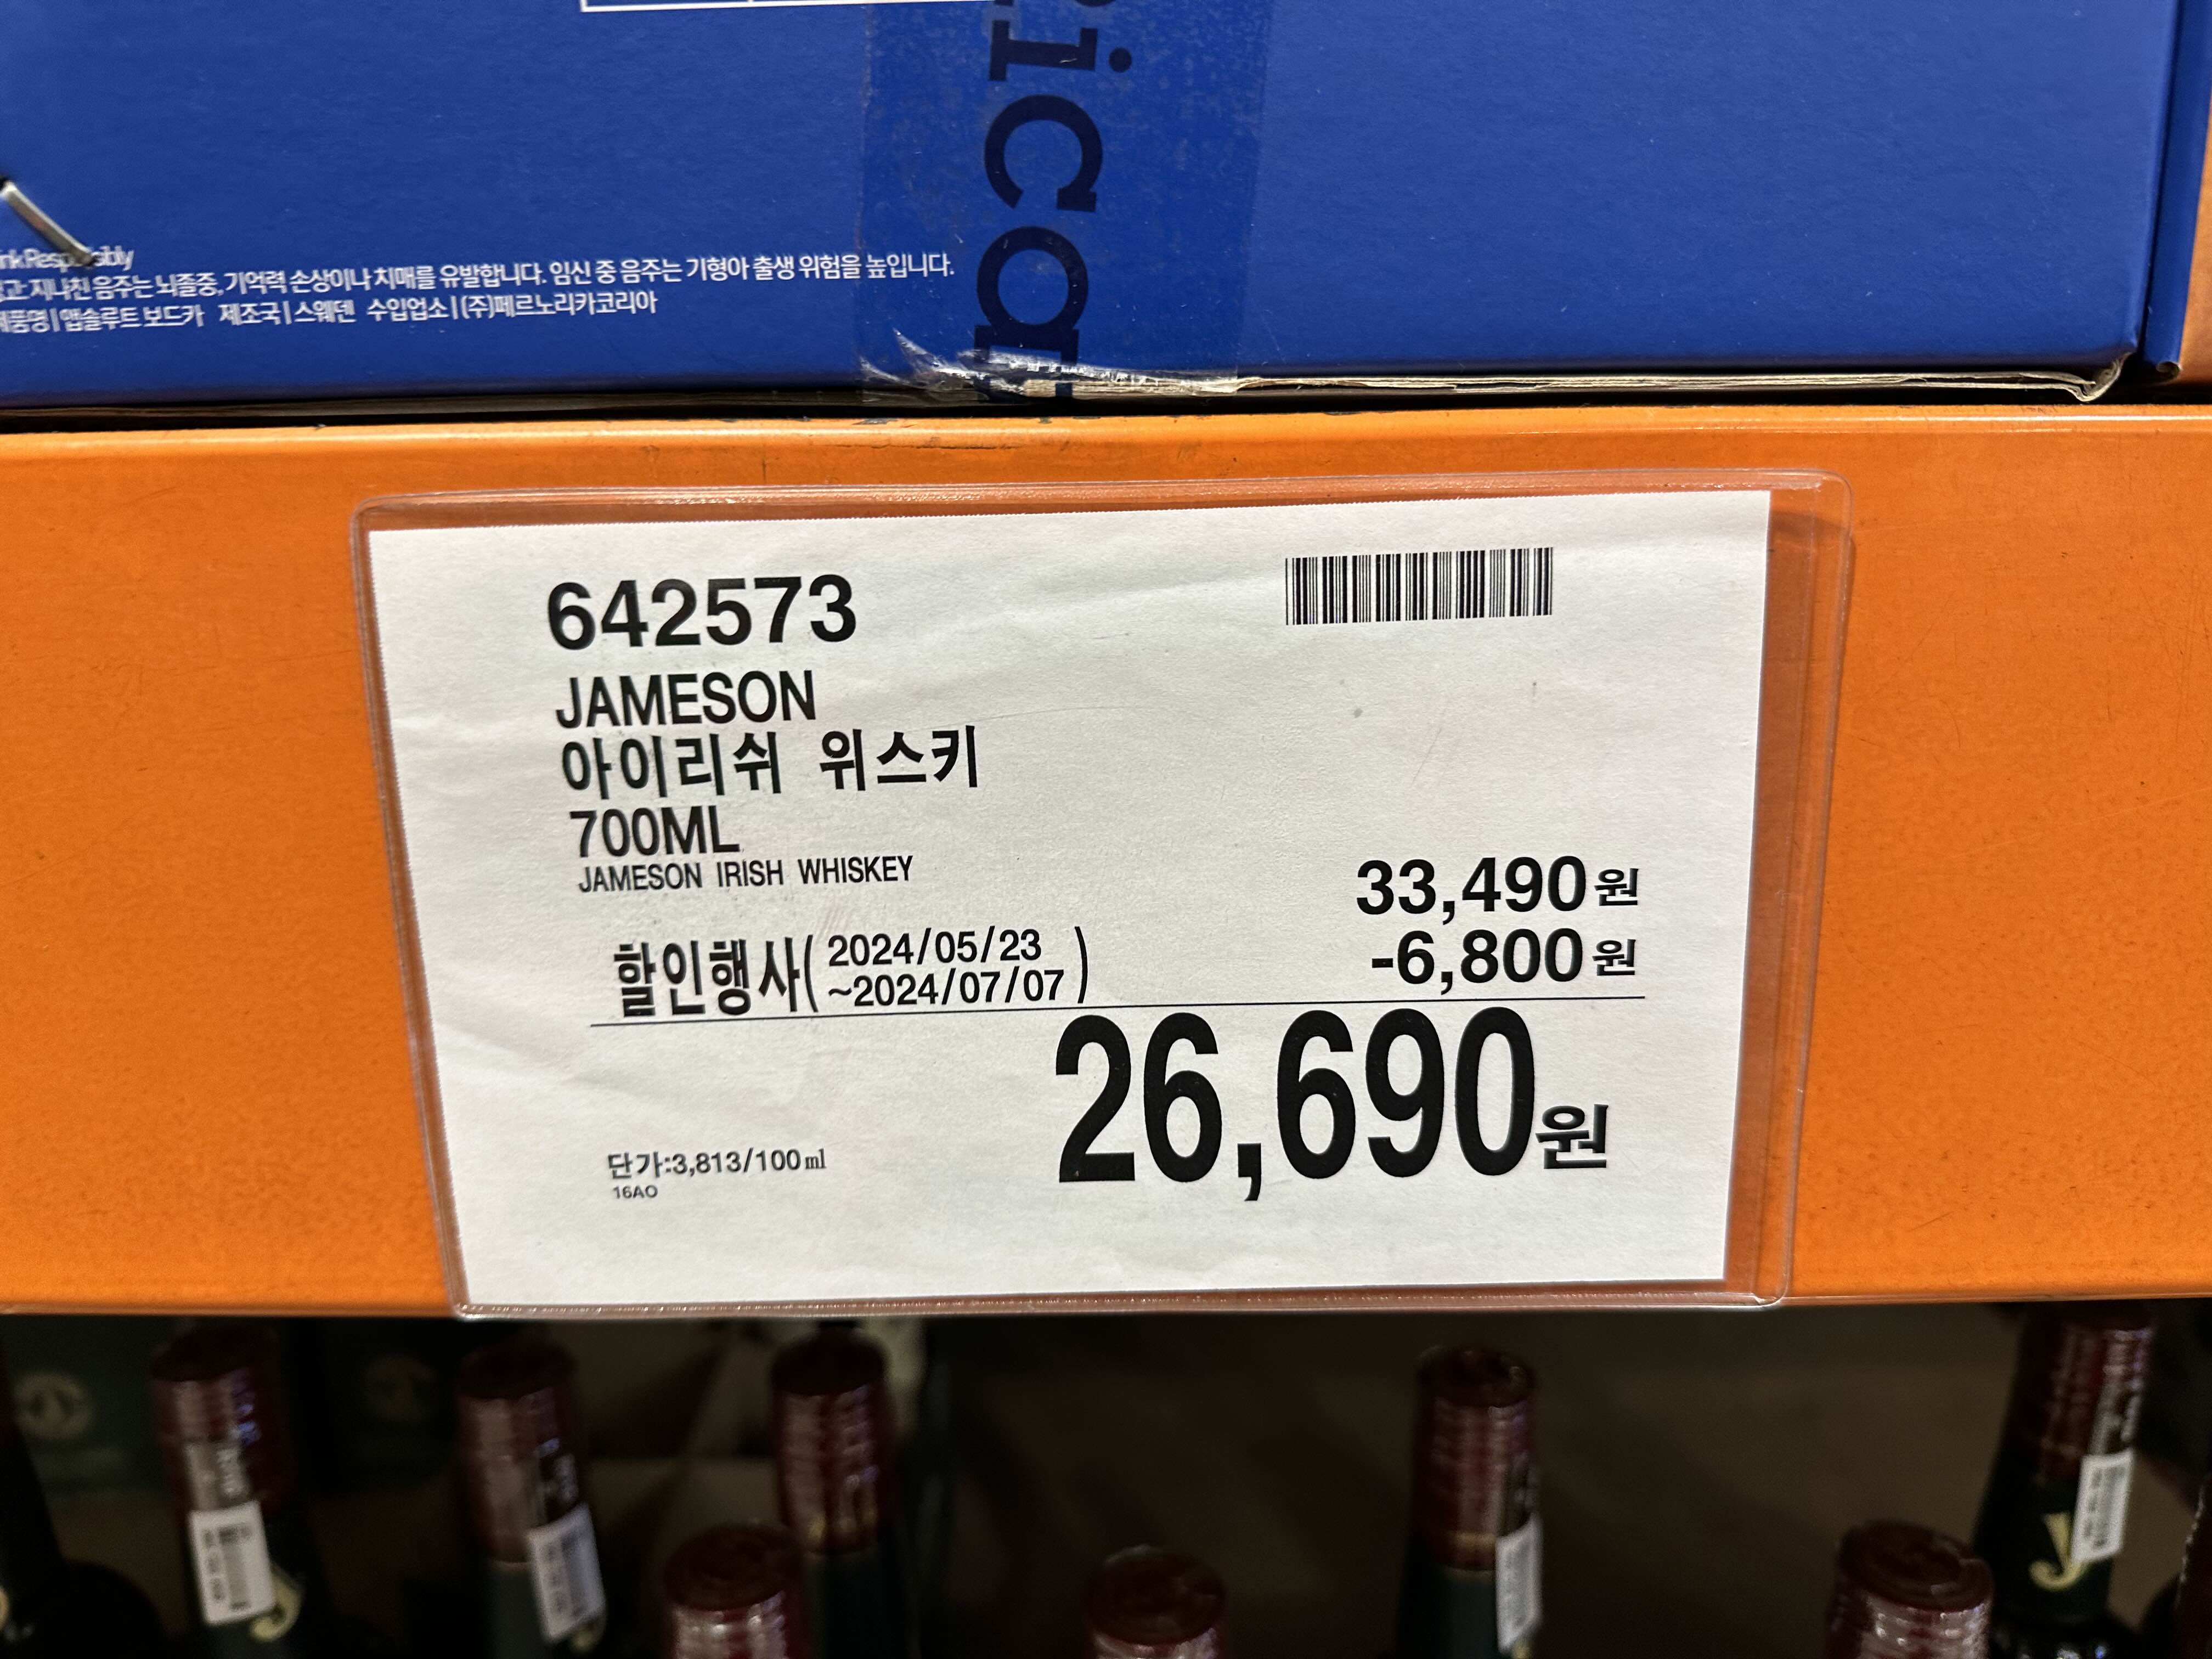 ica
지나친 음주는 뇌졸중, 기억력 손상이나 치매를 유발합니다. 임신 중 음주는 기형아 출생 위험을 높입니다.
제품명 | 앱솔루트 보드카 제조국 | 스웨덴 수입업소 | (주)페르노리카코리아
642573
JAMESON
아이리쉬 위스키
700ML
JAMESON IRISH WHISKEY
33,490원
할인행사( 2024/05/23
~2024/07/07 )
-6,800원
26,690원
단가:3,813/100㎖
16AO